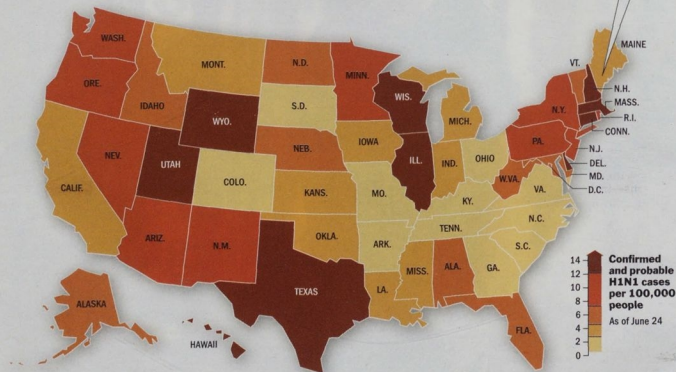 WASH.
MAINE
VT.
MONT.
N.D.
MINN.
ORE.
N.H.
IDAHO
WIS.
MASS.
S.D.
N.Y.
WYO.
MICH.
R.I.
CONN.
IOWA
PA.
NEB.
N.J.
NEV.
UTAH
ILL.
IND.
OHIO
DEL.
MD.
COLO.
W.VA.
D.C.
CALIF.
KANS.
MO.
VA.
KY.
N.C.
TENN.
ARIZ.
N.M.
OKLA.
ARK.
S.C.
MISS.
ALA.
GA.
TEXAS
LA.
ALASKA
HAWAII
FLA.
14
12
10
8
6
4
2
0
Confirmed
and probable
H1N1 cases
per 100,000
people
As of June 24